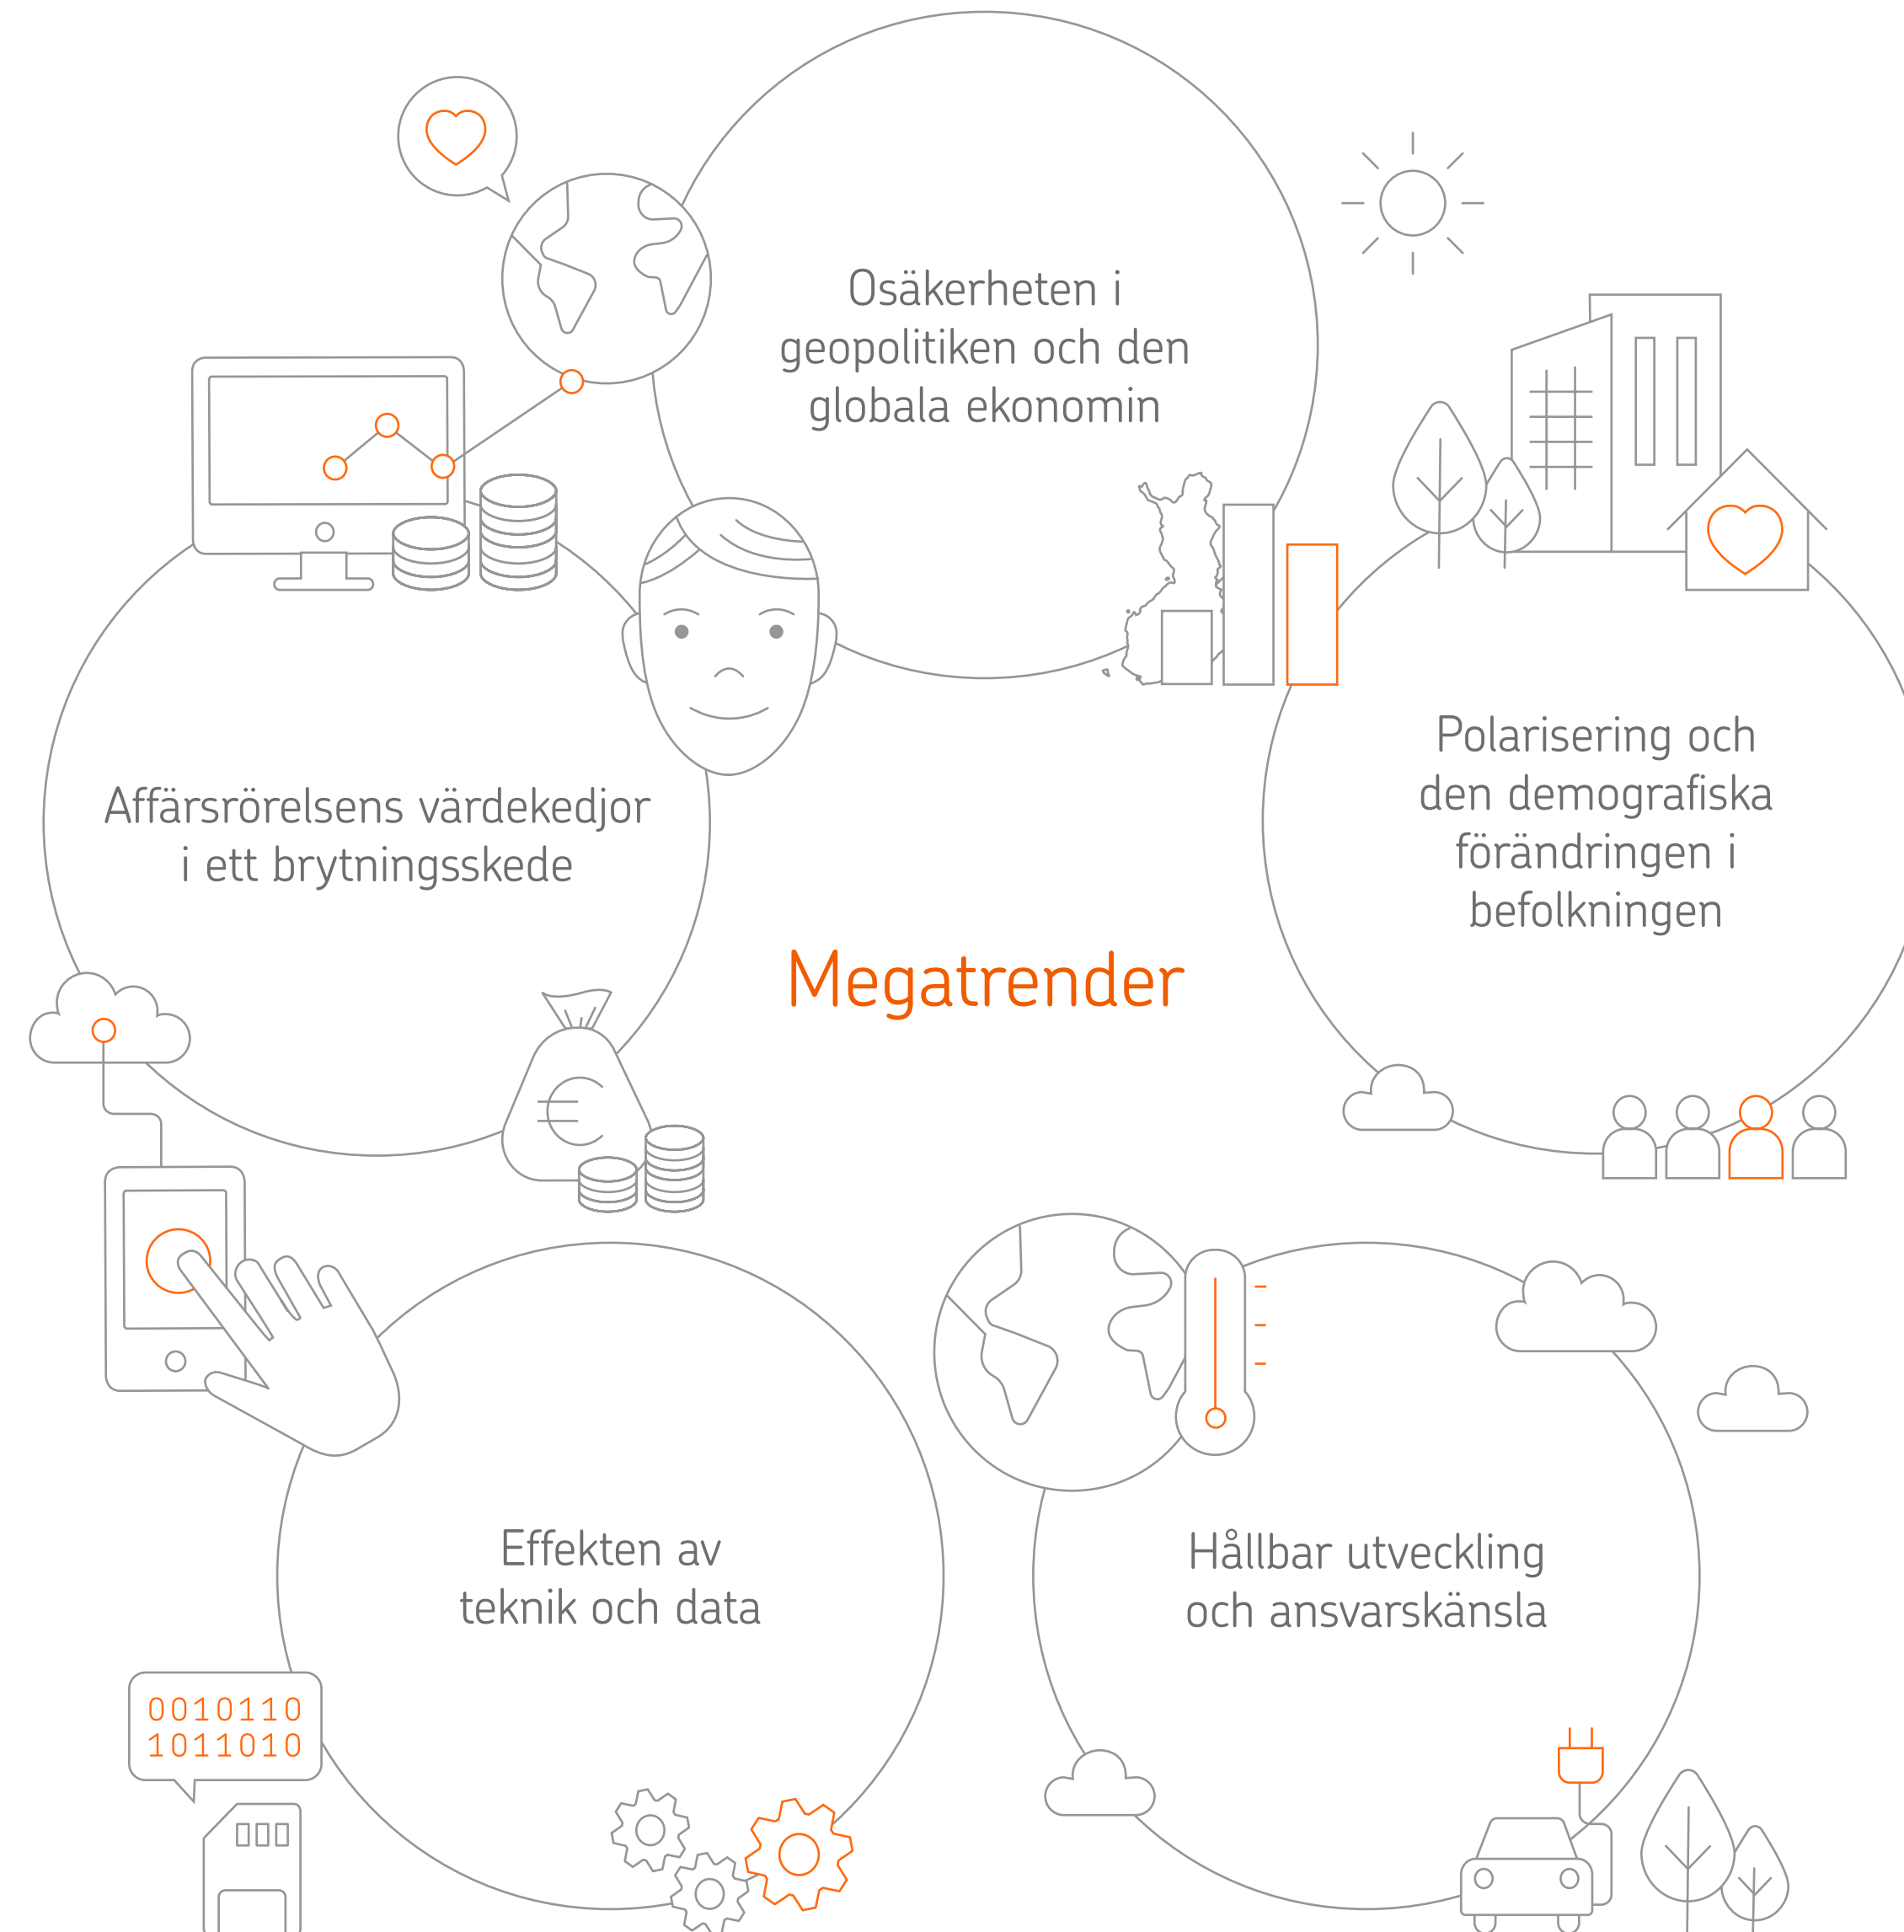 Osäkerheten i
geopolitiken och den
globala ekonomin
Polarisering och
den demografiska
förändringen i
befolkningen
Affärsrörelsens värdekedjor
i ett brytningsskede
Megatrender
Effekten av
teknik och data
Hållbar utveckling
och ansvarskänsla
0010110
1011010